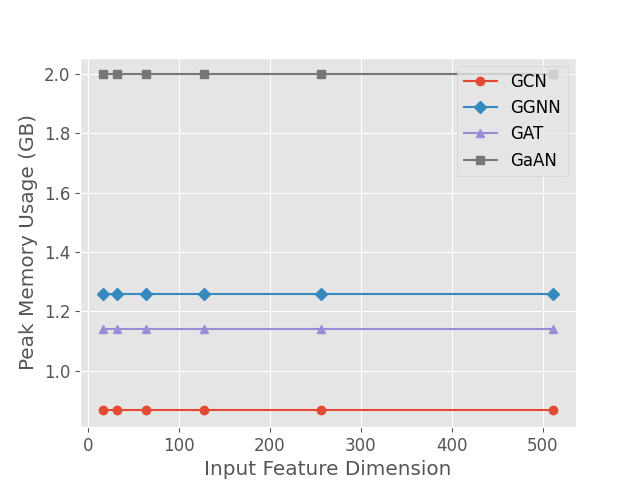 2.0
1.8
1.6
1.4
1.2
1.0
Peak Memory Usage (GB)
GCN
GGNN
GAT
GaAN
0 100 200 300 400 500
Input Feature Dimension